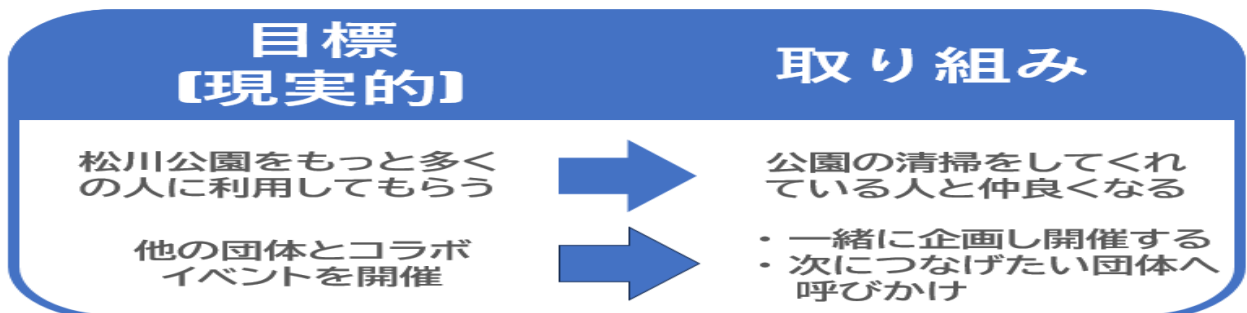 目標
【現実的】
取り組み
松川公園をもっと多く
の人に利用してもらう
公園の清掃をしてくれ
ている人と仲良くなる
他の団体とコラボ
イベントを開催
・一緒に企画し開催する
・次につなげたい団体へ
呼びかけ